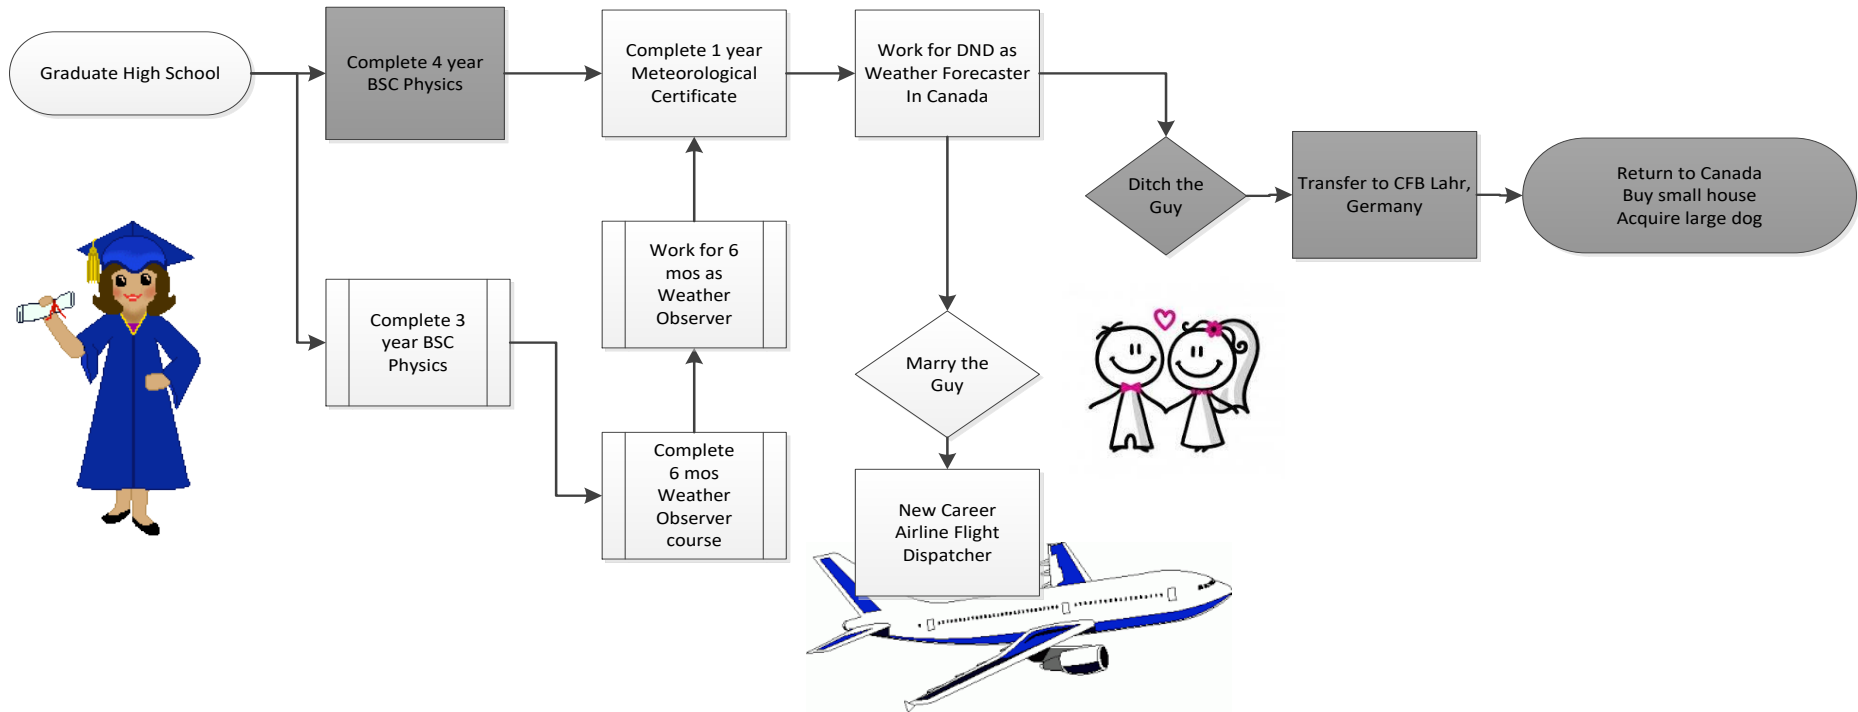 Graduate High School
Complete 4 year
BSC Physics
Complete 1 year
Meteorological
Certificate
Work for DND as
Weather Forecaster
In Canada
Ditch the
Guy
Transfer to CFB Lahr,
Germany
Return to Canada
Buy small house
Acquire large dog
Work for 6
mos as
Weather
Observer
Complete 3
year BSC
Physics
Marry the
Guy
Complete
6 mos
Weather
Observer
course
New Career
Airline Flight
Dispatcher